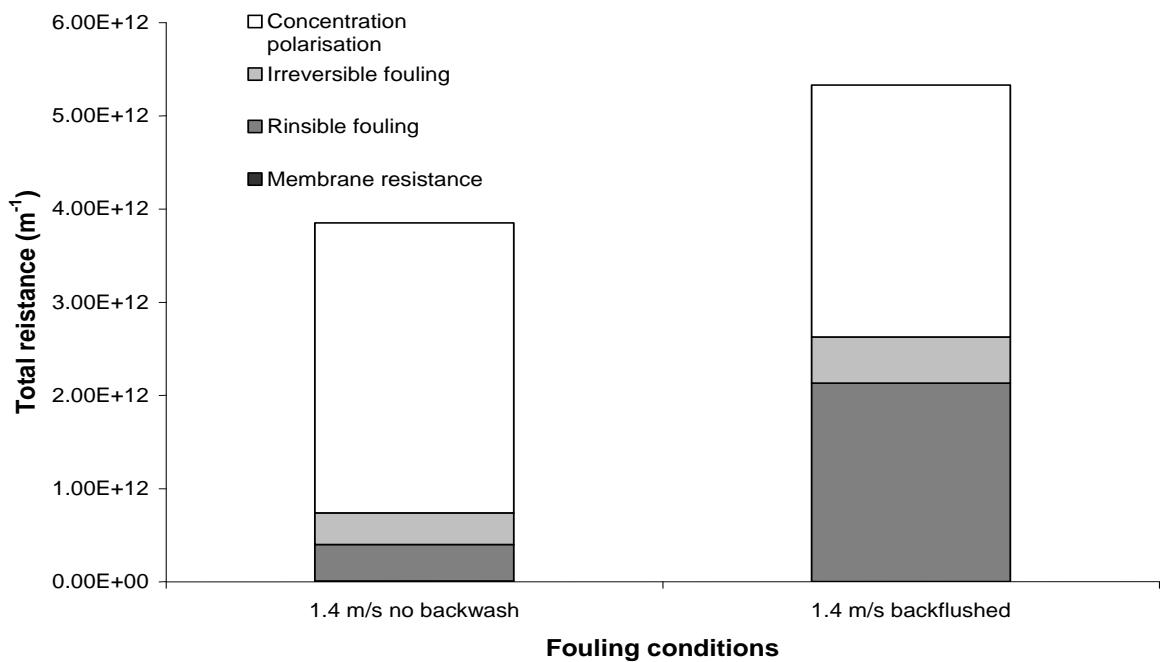 6.00E+12
5.00E+12
4.00E+12
3.00E+12
2.00E+12
1.00E+12
0.00E+00
Total reistance (m⁻¹)
Concentration
polarisation
Irreversible fouling
Rinsible fouling
Membrane resistance
1.4 m/s no backwash
1.4 m/s backflushed
Fouling conditions